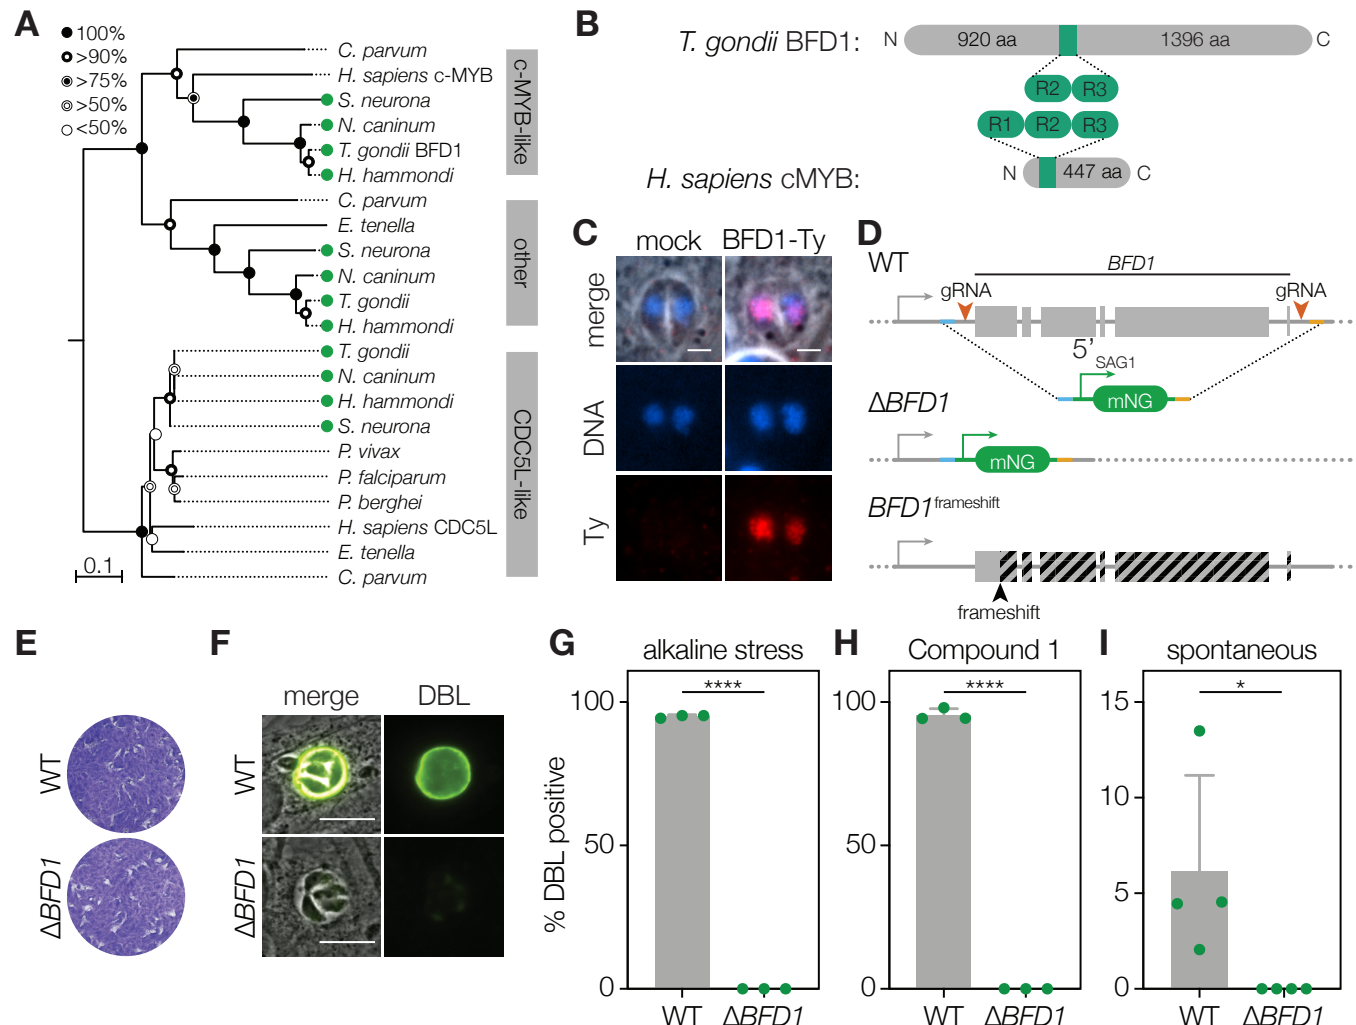 A
100%
>90%
>75%
>50%
<50%
C. parvum
H. sapiens c-MYB
S. neurona
N. caninum
T. gondii BFD1
H. hammondi
c-MYB-like
C. parvum
E. tenella
S. neurona
N. caninum
T. gondii
H. hammondi
other
T. gondii
N. caninum
H. hammondi
S. neurona
P. vivax
P. falciparum
P. berghei
H. sapiens CDC5L
E. tenella
C. parvum
CDC5L-like
0.1
B
T. gondii BFD1:
N 920 aa 1396 aa C
R2 R3
R1 R2 R3
H. sapiens cMYB:
N 447 aa C
C
mock BFD1-Ty
merge
DNA
Ty
D
WT
BFD1
gRNA gRNA
5’
SAG1
mNG
ΔBFD1
mNG
BFD1frameshift
frameshift
E
WT
ΔBFD1
F
merge DBL
WT
ΔBFD1
G
alkaline stress
****
% DBL positive
100
50
0
WT ΔBFD1
H
Compound 1
****
100
50
0
WT ΔBFD1
I
spontaneous
*
15
10
5
0
WT ΔBFD1